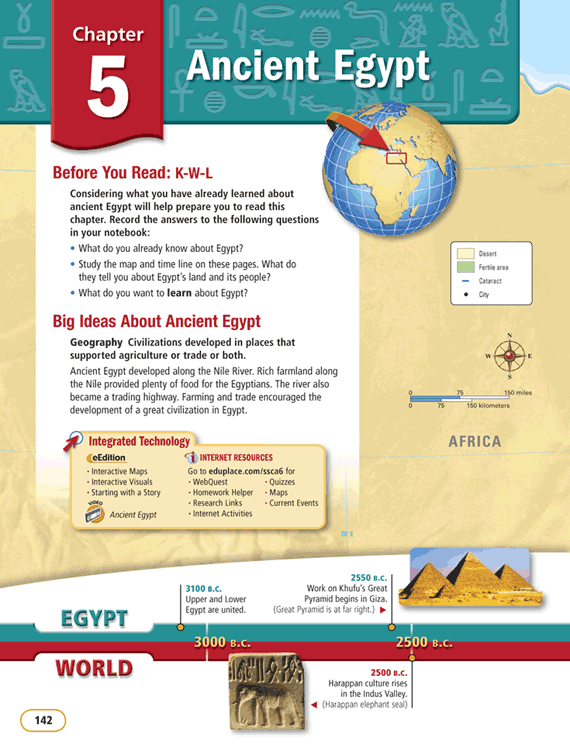 Chapter
5
Ancient Egypt
Before You Read: K-W-L
Considering what you have already learned about
ancient Egypt will help prepare you to read this
chapter. Record the answers to the following questions
in your notebook:
• What do you already know about Egypt?
• Study the map and time line on these pages. What do
they tell you about Egypt's land and its people?
• What do you want to learn about Egypt?
Big Ideas About Ancient Egypt
Geography Civilizations developed in places that
supported agriculture or trade or both.
Ancient Egypt developed along the Nile River. Rich farmland along
the Nile provided plenty of food for the Egyptians. The river also
became a trading highway. Farming and trade encouraged the
development of a great civilization in Egypt.
Integrated Technology
eEdition
• Interactive Maps
• Interactive Visuals
• Starting with a Story
VIDEO
Ancient Egypt
INTERNET RESOURCES
Go to eduplace.com/ssca6 for
• WebQuest
• Homework Helper
• Research Links
• Internet Activities
• Quizzes
• Maps
• Current Events
Desert
Fertile area
Cataract
City
N
W E
S
0 75 150 miles
0 75 150 kilometers
AFRICA
EGYPT
3100 B.C.
Upper and Lower
Egypt are united.
2550 B.C.
Work on Khufu's Great
Pyramid begins in Giza.
(Great Pyramid is at far right.) ▶
3000 B.C.
2500 B.C.
WORLD
2500 B.C.
Harappan culture rises
in the Indus Valley.
◀ (Harappan elephant seal)
142